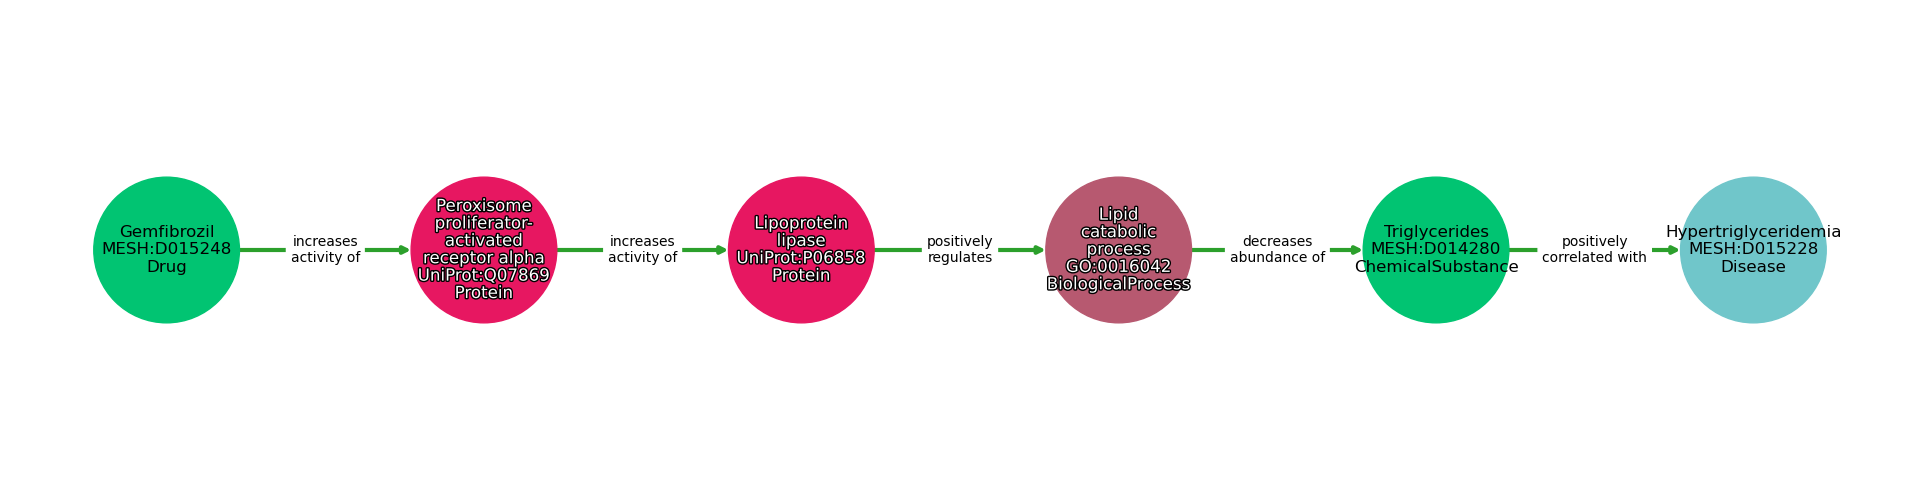 Gemfibrozil
MESH:D015248
Drug
increases
activity of
Peroxisome
proliferator-
activated
receptor alpha
UniProt:Q07869
Protein
increases
activity of
Lipoprotein
lipase
UniProt:P06858
Protein
positively
regulates
Lipid
catabolic
process
GO:0016042
BiologicalProcess
decreases
abundance of
Triglycerides
MESH:D014280
ChemicalSubstance
positively
correlated with
Hypertriglyceridemia
MESH:D015228
Disease